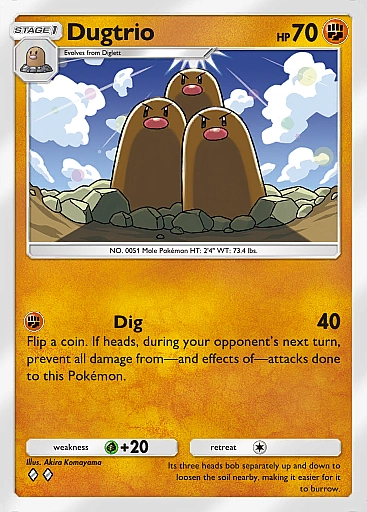 STAGE 1
Dugtrio
HP 70
Evolves from Diglett
NO. 0051 Mole Pokémon HT: 2'4" WT: 73.4 lbs.
Dig 40
Flip a coin. If heads, during your opponent's next turn,
prevent all damage from—and effects of—attacks done
to this Pokémon.
weakness +20 retreat
Illus. Akira Komayama
Its three heads bob separately up and down to
loosen the soil nearby, making it easier for it
to burrow.